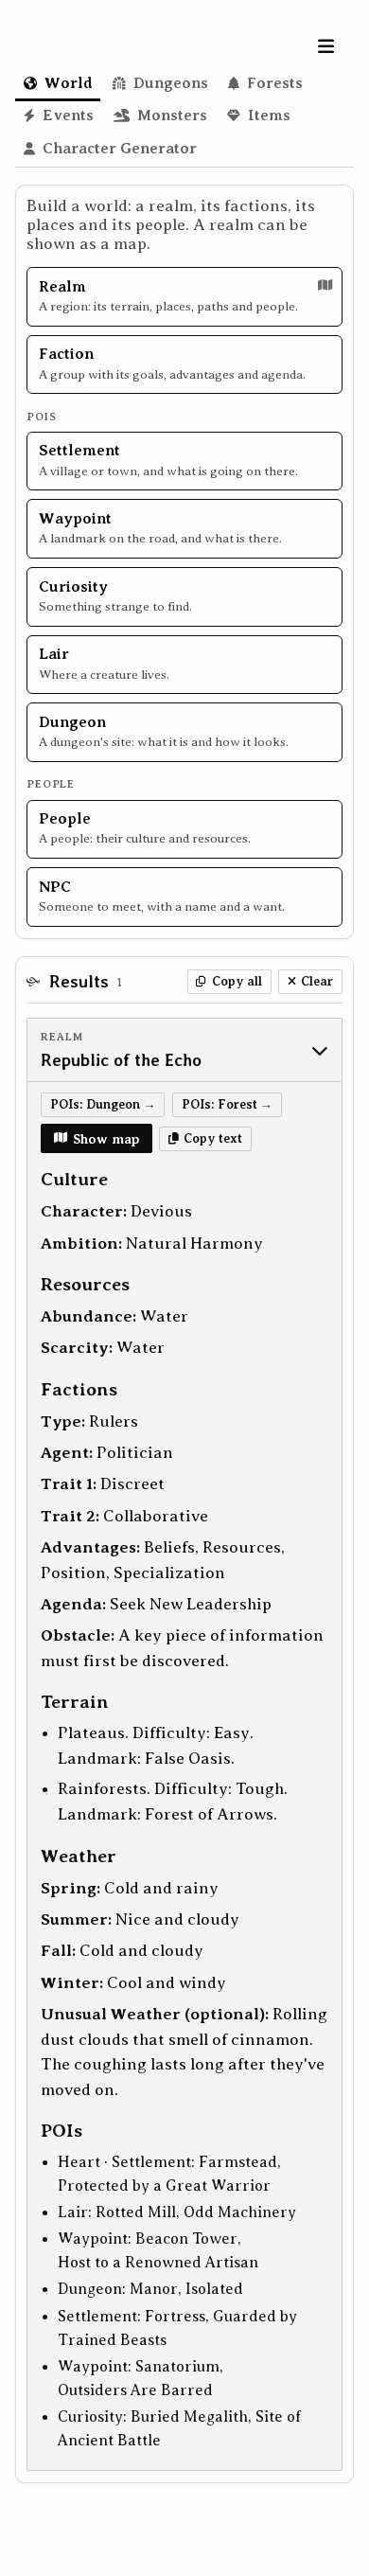 World
Dungeons
Forests
Events
Monsters
Items
Character Generator
Build a world: a realm, its factions, its
places and its people. A realm can be
shown as a map.
Realm
A region: its terrain, places, paths and people.
Faction
A group with its goals, advantages and agenda.
POIS
Settlement
A village or town, and what is going on there.
Waypoint
A landmark on the road, and what is there.
Curiosity
Something strange to find.
Lair
Where a creature lives.
Dungeon
A dungeon's site: what it is and how it looks.
PEOPLE
People
A people: their culture and resources.
NPC
Someone to meet, with a name and a want.
Results 1
Copy all
Clear
REALM
Republic of the Echo
POIs: Dungeon →
POIs: Forest →
Show map
Copy text
Culture
Character: Devious
Ambition: Natural Harmony
Resources
Abundance: Water
Scarcity: Water
Factions
Type: Rulers
Agent: Politician
Trait 1: Discreet
Trait 2: Collaborative
Advantages: Beliefs, Resources,
Position, Specialization
Agenda: Seek New Leadership
Obstacle: A key piece of information
must first be discovered.
Terrain
• Plateaus. Difficulty: Easy.
Landmark: False Oasis.
• Rainforests. Difficulty: Tough.
Landmark: Forest of Arrows.
Weather
Spring: Cold and rainy
Summer: Nice and cloudy
Fall: Cold and cloudy
Winter: Cool and windy
Unusual Weather (optional): Rolling
dust clouds that smell of cinnamon.
The coughing lasts long after they've
moved on.
POIs
• Heart · Settlement: Farmstead,
Protected by a Great Warrior
• Lair: Rotted Mill, Odd Machinery
• Waypoint: Beacon Tower,
Host to a Renowned Artisan
• Dungeon: Manor, Isolated
• Settlement: Fortress, Guarded by
Trained Beasts
• Waypoint: Sanatorium,
Outsiders Are Barred
• Curiosity: Buried Megalith, Site of
Ancient Battle